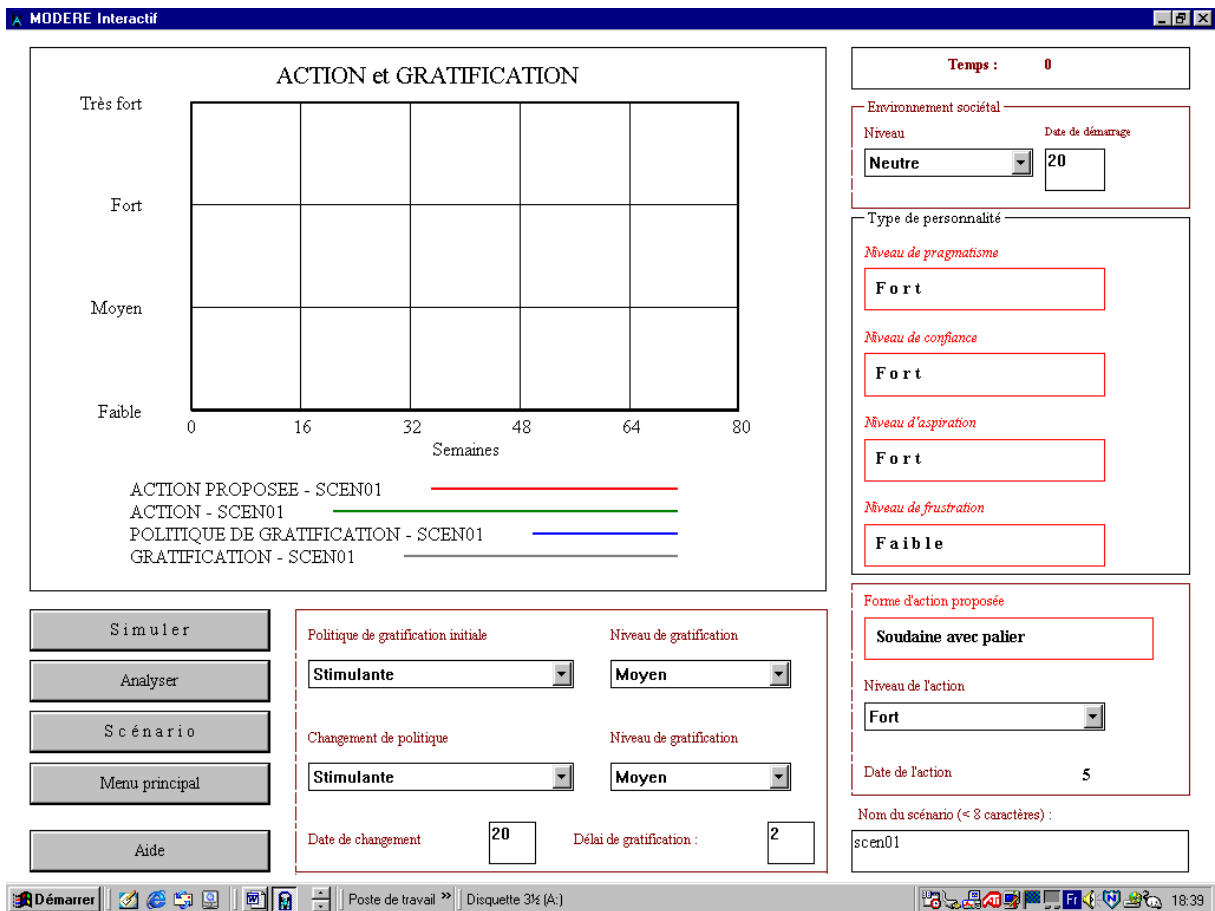 MODERE Interactif
ACTION et GRATIFICATION
Très fort
Fort
Moyen
Faible
0 16 32 48 64 80
Semaines
ACTION PROPOSEE - SCEN01
ACTION - SCEN01
POLITIQUE DE GRATIFICATION - SCEN01
GRATIFICATION - SCEN01
Temps : 0
Environnement sociétal
Niveau Date de démarrage
Neutre 20
Type de personnalité
Niveau de pragmatisme
Fort
Niveau de confiance
Fort
Niveau d'aspiration
Fort
Niveau de frustration
Faible
Simuler
Analyser
Scénario
Menu principal
Aide
Politique de gratification initiale Niveau de gratification
Stimulante Moyen
Changement de politique Niveau de gratification
Stimulante Moyen
Date de changement 20 Délai de gratification : 2
Forme d'action proposée
Soudaine avec palier
Niveau de l'action
Fort
Date de l'action 5
Nom du scénario (< 8 caractères) :
scen01
Démarrer Poste de travail » Disquette 3½ (A:) Fr 18:39